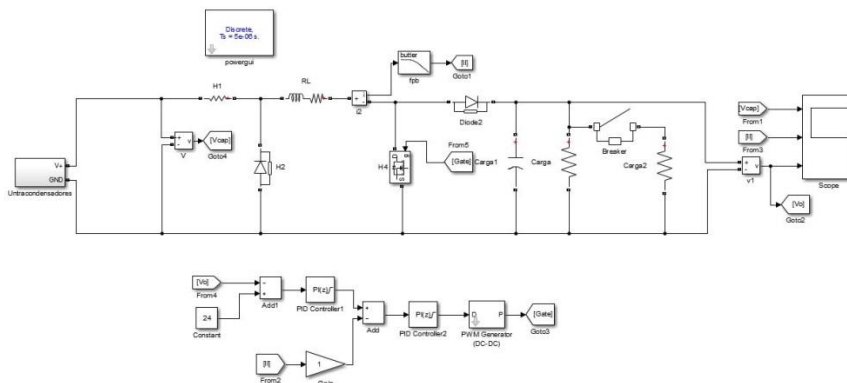 Discrete,
Ts = 5e-06 s.
powergui
butter
fpb
[Il]
Goto1
H1
RL
+
-
i
i2
Diode2
[Vcap]
From1
[Il]
From3
Scope
+
-
v
V
[Vcap]
Goto4
V+
GND
Untracondensadores
H2
H4
D
g
S
From5
[Gate]
Carga1
Carga
Breaker
Carga2
+
-
v
v1
[Vo]
Goto2
[Vo]
From4
24
Constant
-
+
Add1
PI(z)
PID Controller1
+
-
Add
PI(z)
PID Controller2
D
P
PWM Generator
(DC-DC)
[Gate]
Goto3
[Il]
From2
1